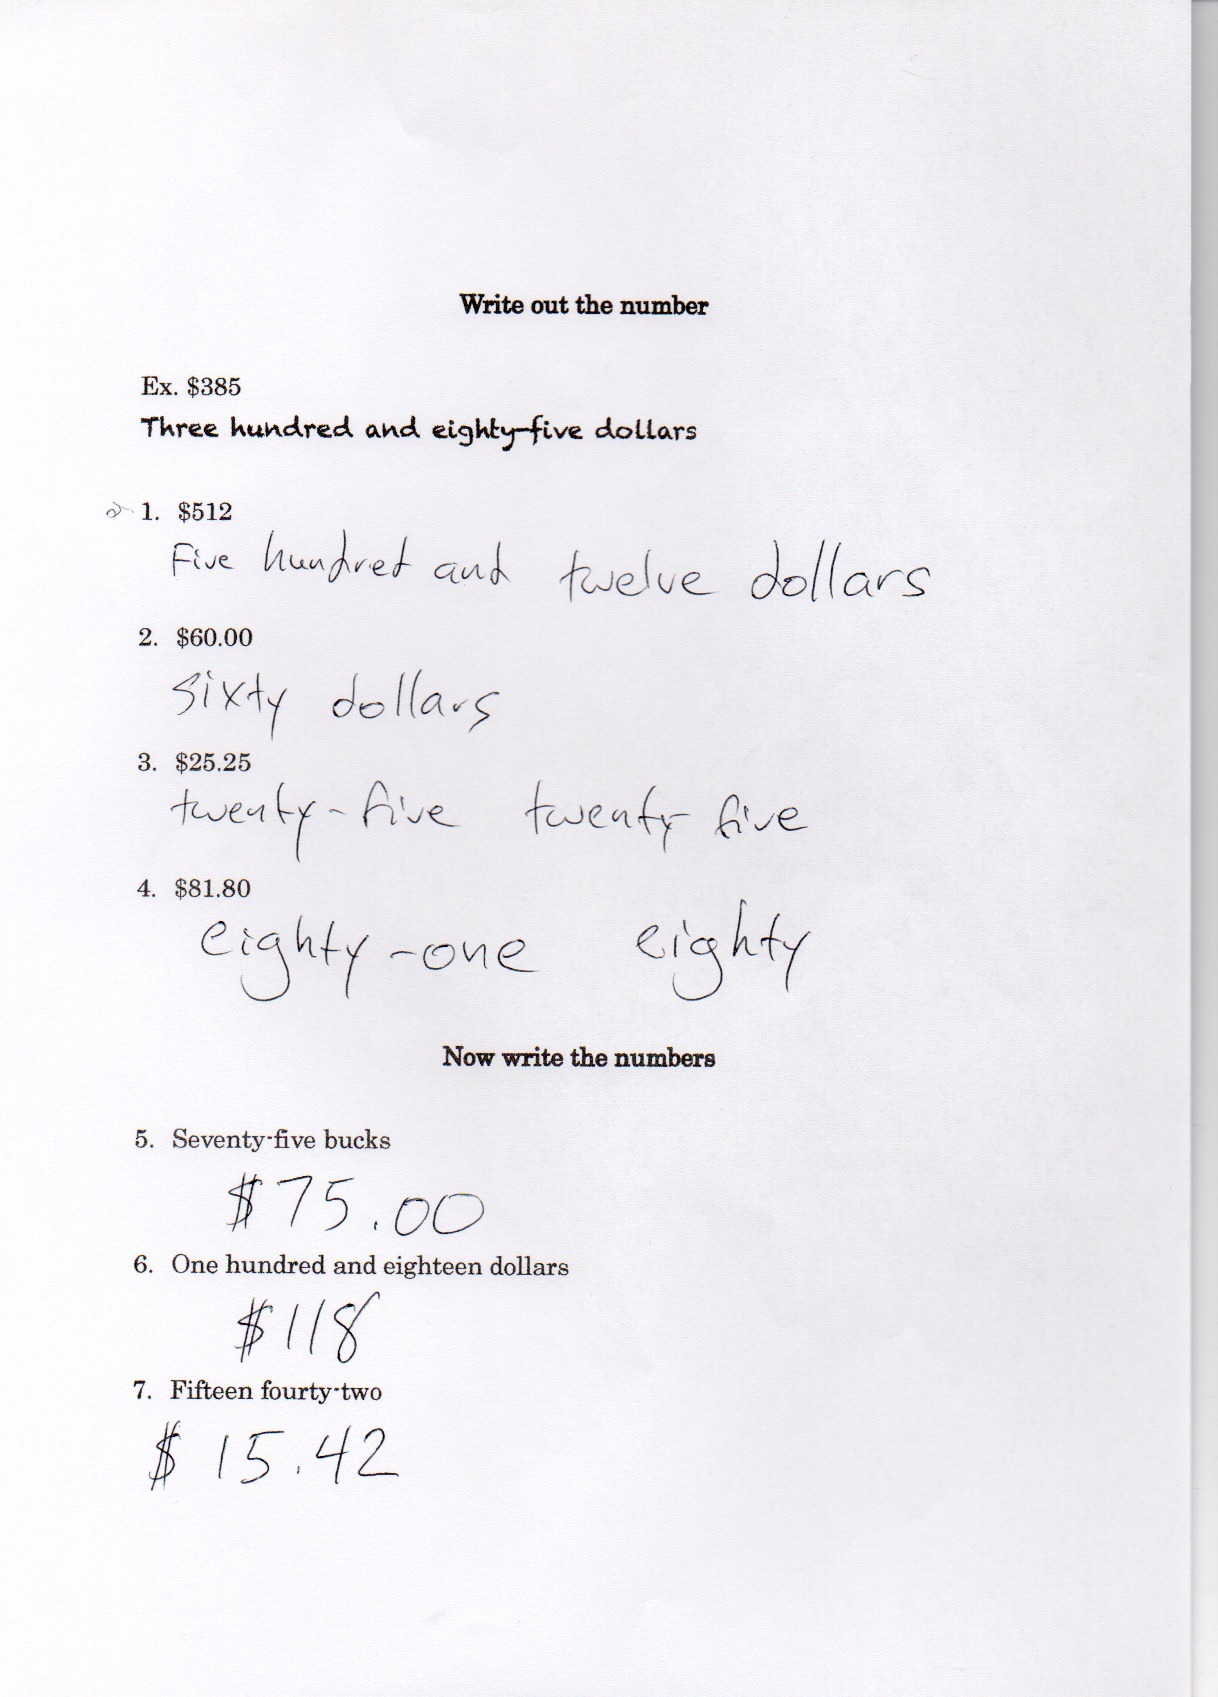 Write out the number
Ex. $385
Three hundred and eighty-five dollars
1. $512
Five hundred and twelve dollars
2. $60.00
sixty dollars
3. $25.25
twenty-five twenty-five
4. $81.80
eighty-one eighty
Now write the numbers
5. Seventy-five bucks
$75.00
6. One hundred and eighteen dollars
$118
7. Fifteen fourty-two
$15.42